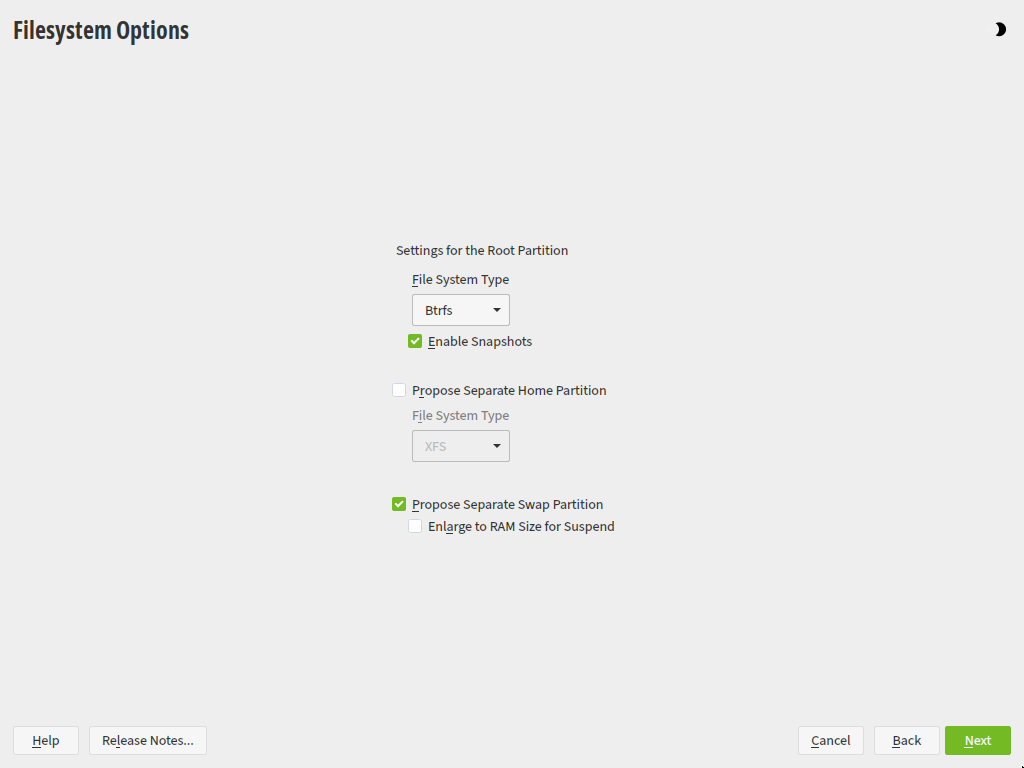 Filesystem Options
Settings for the Root Partition
File System Type
Btrfs
Enable Snapshots
Propose Separate Home Partition
File System Type
XFS
Propose Separate Swap Partition
Enlarge to RAM Size for Suspend
Help Release Notes... Cancel Back Next